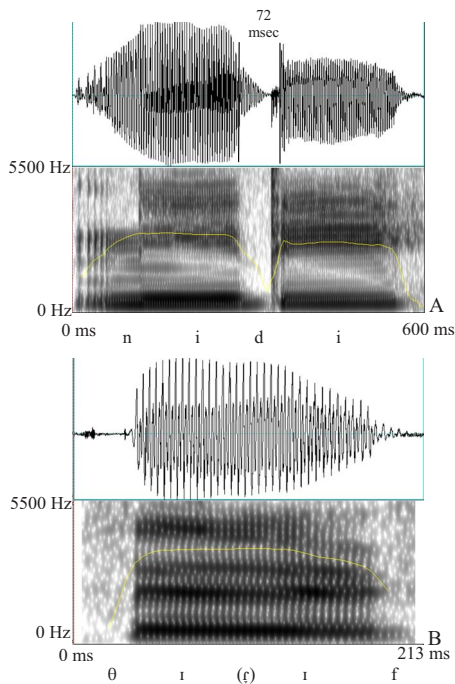 72
msec
5500 Hz
0 Hz
A
0 ms
600 ms
n i d i
5500 Hz
0 Hz
B
0 ms
213 ms
θ ɪ (ɾ̞) ɪ f